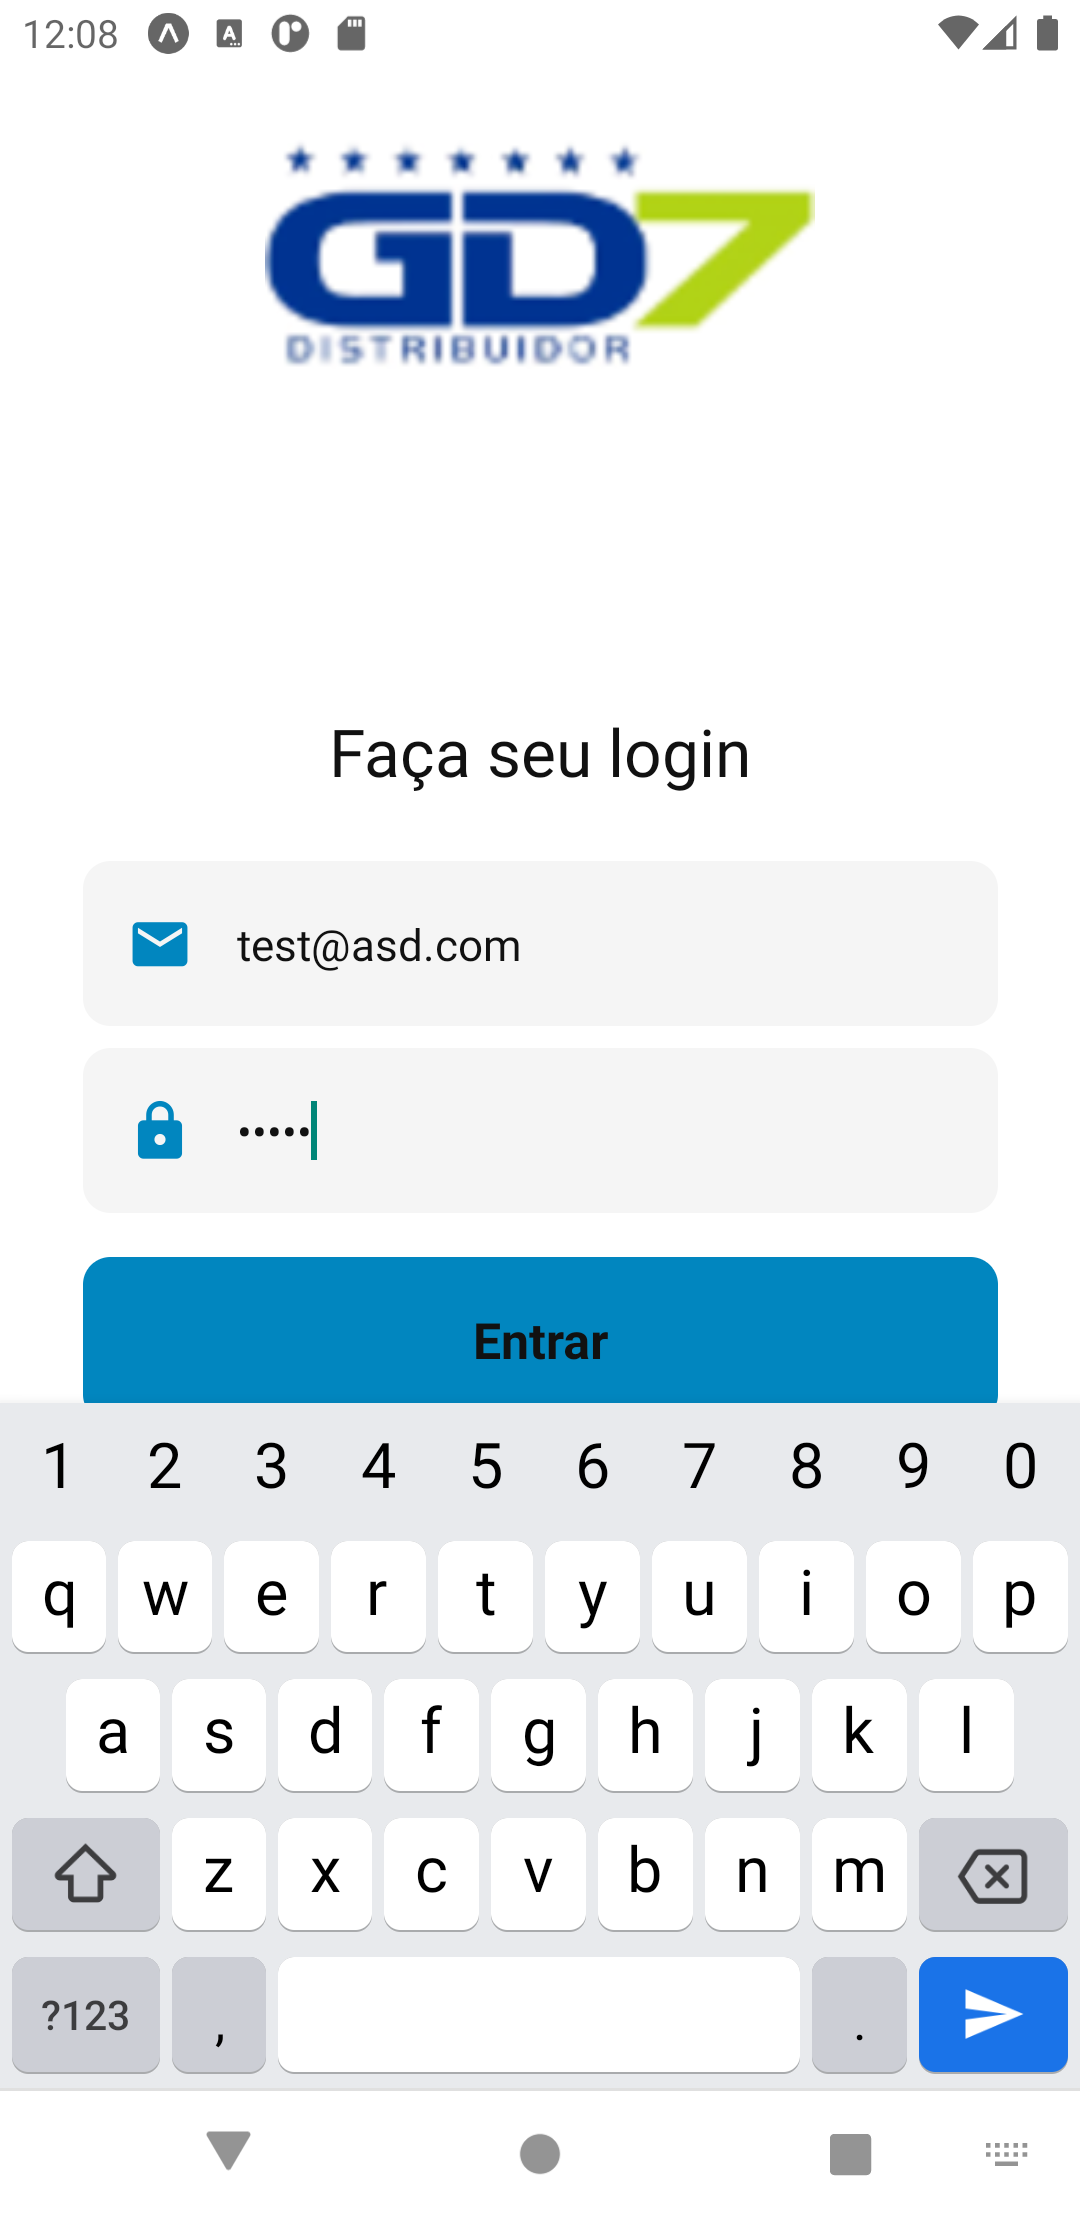 12:08
GD7
DISTRIBUIDOR
Faça seu login
test@asd.com
•••••
Entrar
1 2 3 4 5 6 7 8 9 0
q w e r t y u i o p
a s d f g h j k l
z x c v b n m
?123 , .